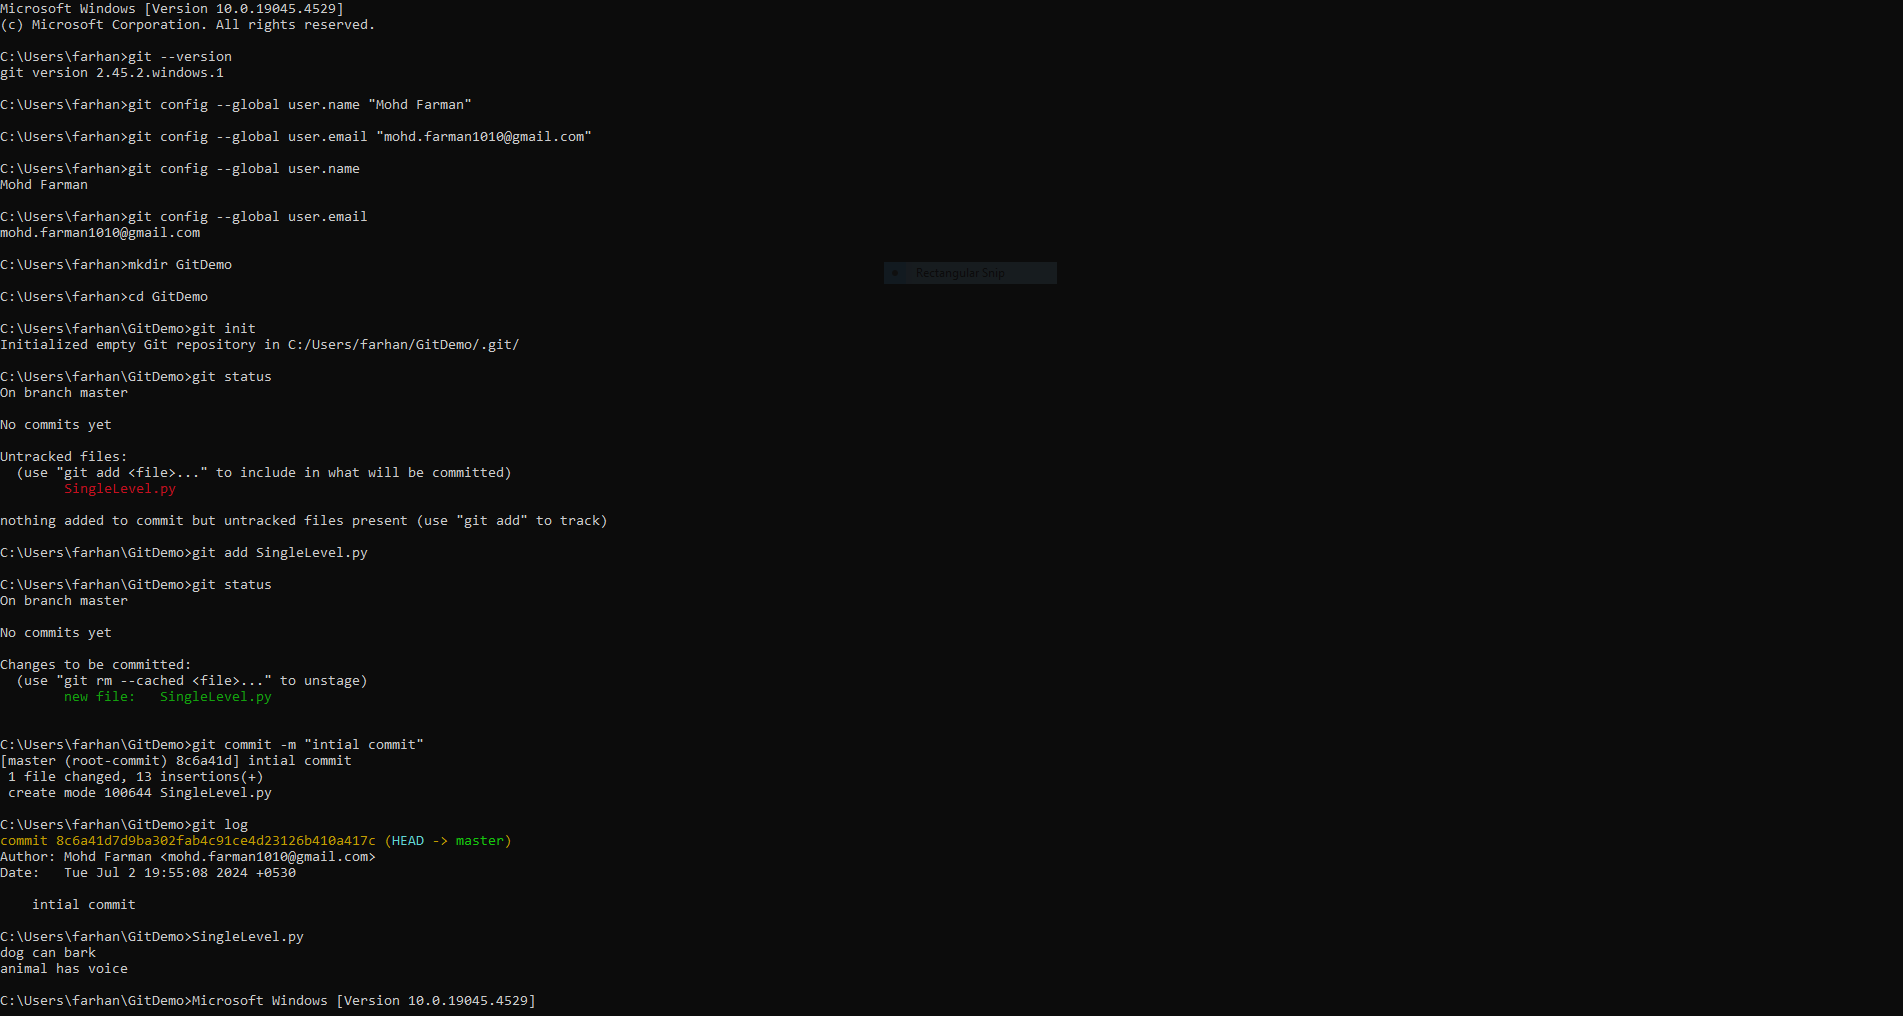 Microsoft Windows [Version 10.0.19045.4529]
(c) Microsoft Corporation. All rights reserved.
C:\Users\farhan>git --version
git version 2.45.2.windows.1
C:\Users\farhan>git config --global user.name "Mohd Farman"
C:\Users\farhan>git config --global user.email "mohd.farman1010@gmail.com"
C:\Users\farhan>git config --global user.name
Mohd Farman
C:\Users\farhan>git config --global user.email
mohd.farman1010@gmail.com
C:\Users\farhan>mkdir GitDemo
Rectangular Snip
C:\Users\farhan>cd GitDemo
C:\Users\farhan\GitDemo>git init
Initialized empty Git repository in C:/Users/farhan/GitDemo/.git/
C:\Users\farhan\GitDemo>git status
On branch master
No commits yet
Untracked files:
  (use "git add <file>..." to include in what will be committed)
        SingleLevel.py
nothing added to commit but untracked files present (use "git add" to track)
C:\Users\farhan\GitDemo>git add SingleLevel.py
C:\Users\farhan\GitDemo>git status
On branch master
No commits yet
Changes to be committed:
  (use "git rm --cached <file>..." to unstage)
        new file:   SingleLevel.py
C:\Users\farhan\GitDemo>git commit -m "intial commit"
[master (root-commit) 8c6a41d] intial commit
 1 file changed, 13 insertions(+)
 create mode 100644 SingleLevel.py
C:\Users\farhan\GitDemo>git log
commit 8c6a41d7d9ba302fab4c91ce4d23126b410a417c (HEAD -> master)
Author: Mohd Farman <mohd.farman1010@gmail.com>
Date:   Tue Jul 2 19:55:08 2024 +0530
    intial commit
C:\Users\farhan\GitDemo>SingleLevel.py
dog can bark
animal has voice
C:\Users\farhan\GitDemo>Microsoft Windows [Version 10.0.19045.4529]